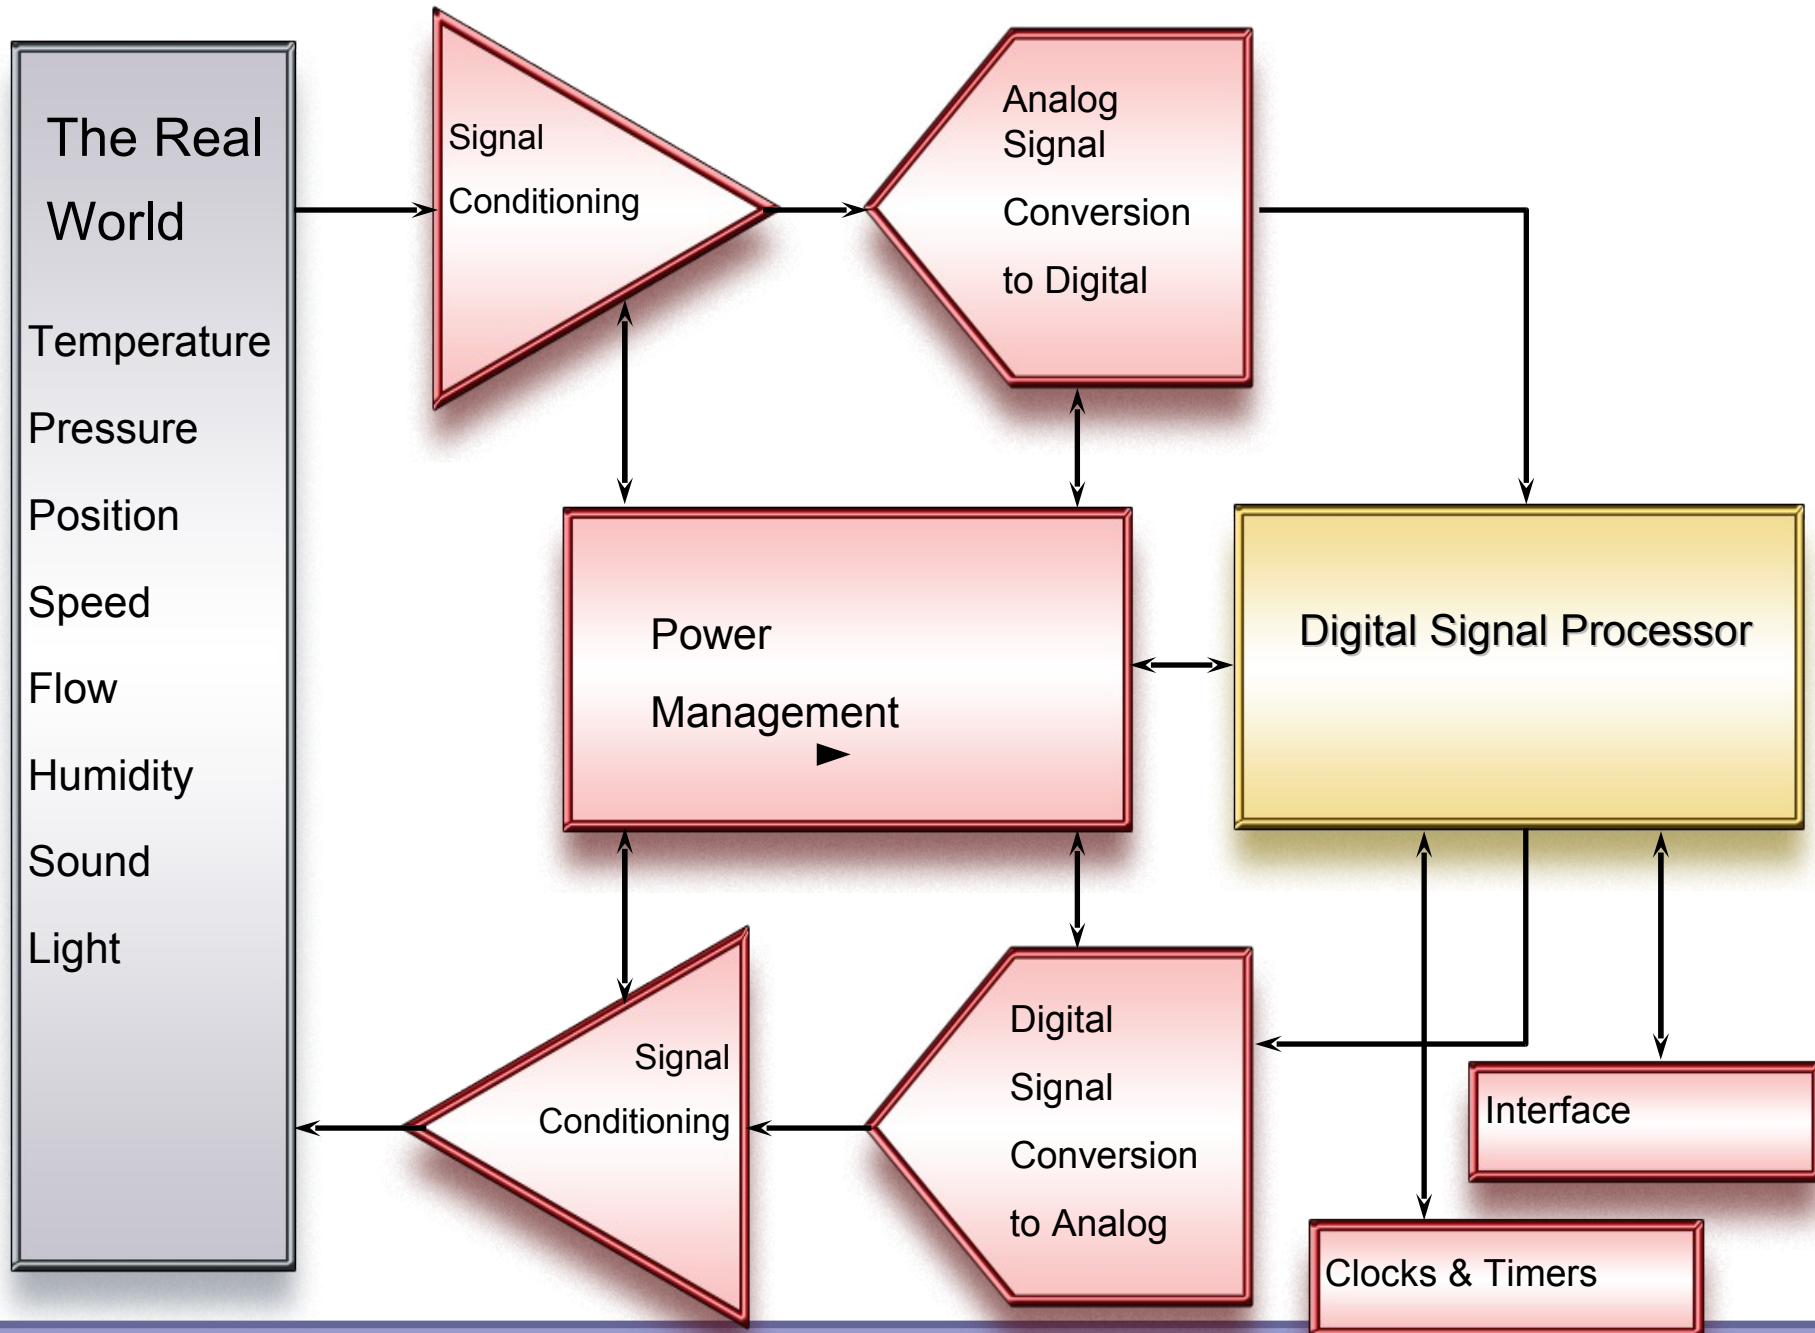 The Real
World
Temperature
Pressure
Position
Speed
Flow
Humidity
Sound
Light
Signal
Conditioning
Analog
Signal
Conversion
to Digital
Power
Management
Digital Signal Processor
Signal
Conditioning
Digital
Signal
Conversion
to Analog
Interface
Clocks & Timers